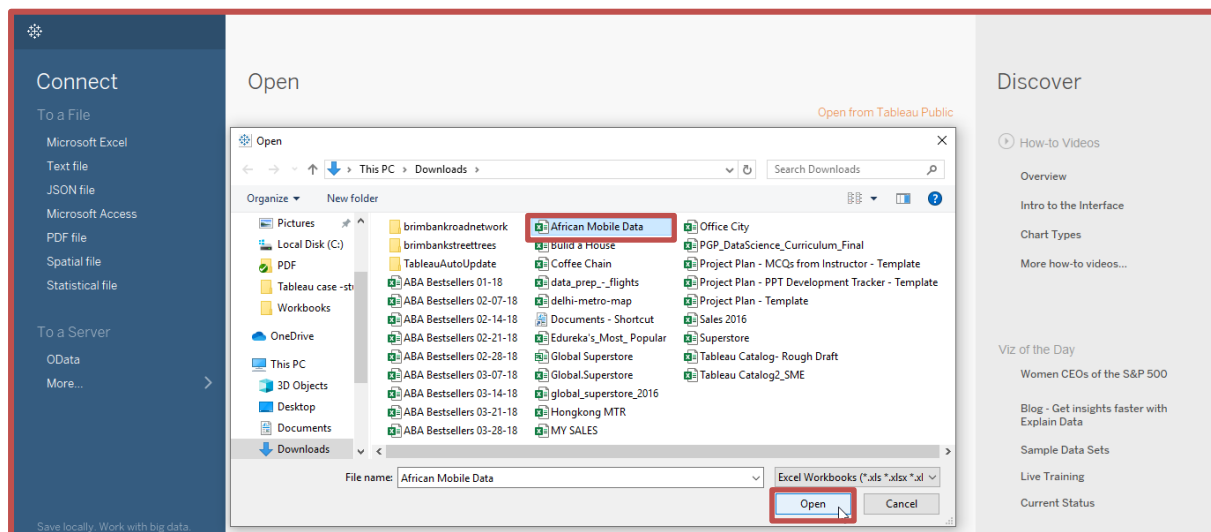 Connect
To a File
Microsoft Excel
Text file
JSON file
Microsoft Access
PDF file
Spatial file
Statistical file
To a Server
OData
More...
Save locally. Work with big data.
Open
Open from Tableau Public
Open
This PC > Downloads >
Search Downloads
Organize
New folder
Pictures
Local Disk (C:)
PDF
Tableau case -stu
Workbooks
OneDrive
This PC
3D Objects
Desktop
Documents
Downloads
brimbankroadnetwork
brimbankstreettrees
TableauAutoUpdate
ABA Bestsellers 01-18
ABA Bestsellers 02-07-18
ABA Bestsellers 02-14-18
ABA Bestsellers 02-21-18
ABA Bestsellers 02-28-18
ABA Bestsellers 03-07-18
ABA Bestsellers 03-14-18
ABA Bestsellers 03-21-18
ABA Bestsellers 03-28-18
African Mobile Data
Build a House
Coffee Chain
data_prep_-_flights
delhi-metro-map
Documents - Shortcut
Edureka's_Most_ Popular
Global Superstore
Global.Superstore
global_superstore_2016
Hongkong MTR
MY SALES
Office City
PGP_DataScience_Curriculum_Final
Project Plan - MCQs from Instructor - Template
Project Plan - PPT Development Tracker - Template
Project Plan - Template
Sales 2016
Superstore
Tableau Catalog- Rough Draft
Tableau Catalog2_SME
File name: African Mobile Data
Excel Workbooks (*.xls *.xlsx *.xl
Open
Cancel
Discover
How-to Videos
Overview
Intro to the Interface
Chart Types
More how-to videos...
Viz of the Day
Women CEOs of the S&P 500
Blog - Get insights faster with
Explain Data
Sample Data Sets
Live Training
Current Status